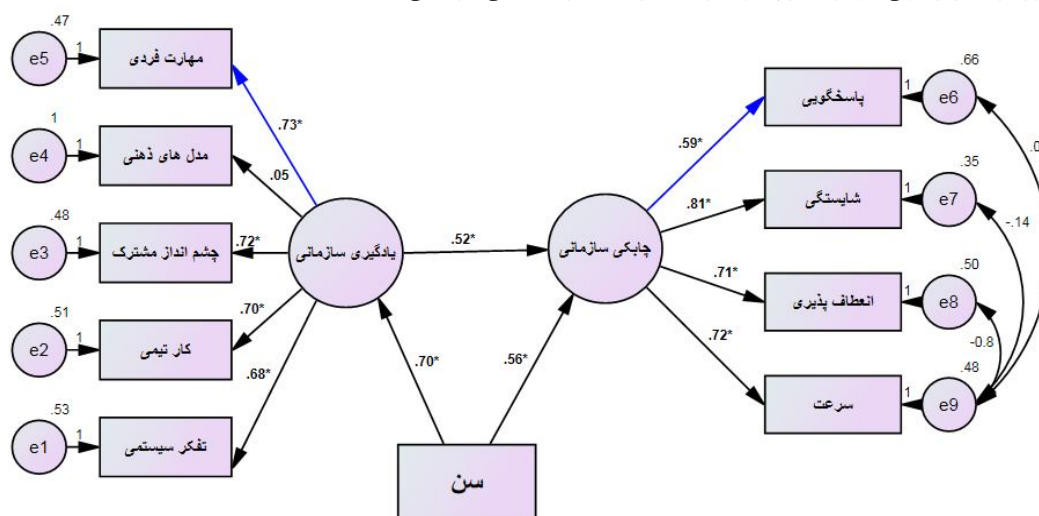 .47
e5
1
مهارت فردی
1
e4
1
مدل های ذهنی
.48
e3
1
چشم انداز مشترک
.51
e2
1
کار تیمی
.53
e1
1
تفکر سیستمی
.73*
.05
.72*
.70*
.68*
یادگیری سازمانی
.52*
چابکی سازمانی
.70*
.56*
سن
.59*
.81*
.71*
.72*
پاسخگویی
1
e6
.66
شایستگی
1
e7
.35
انعطاف پذیری
1
e8
.50
سرعت
1
e9
.48
-.14
-0.8